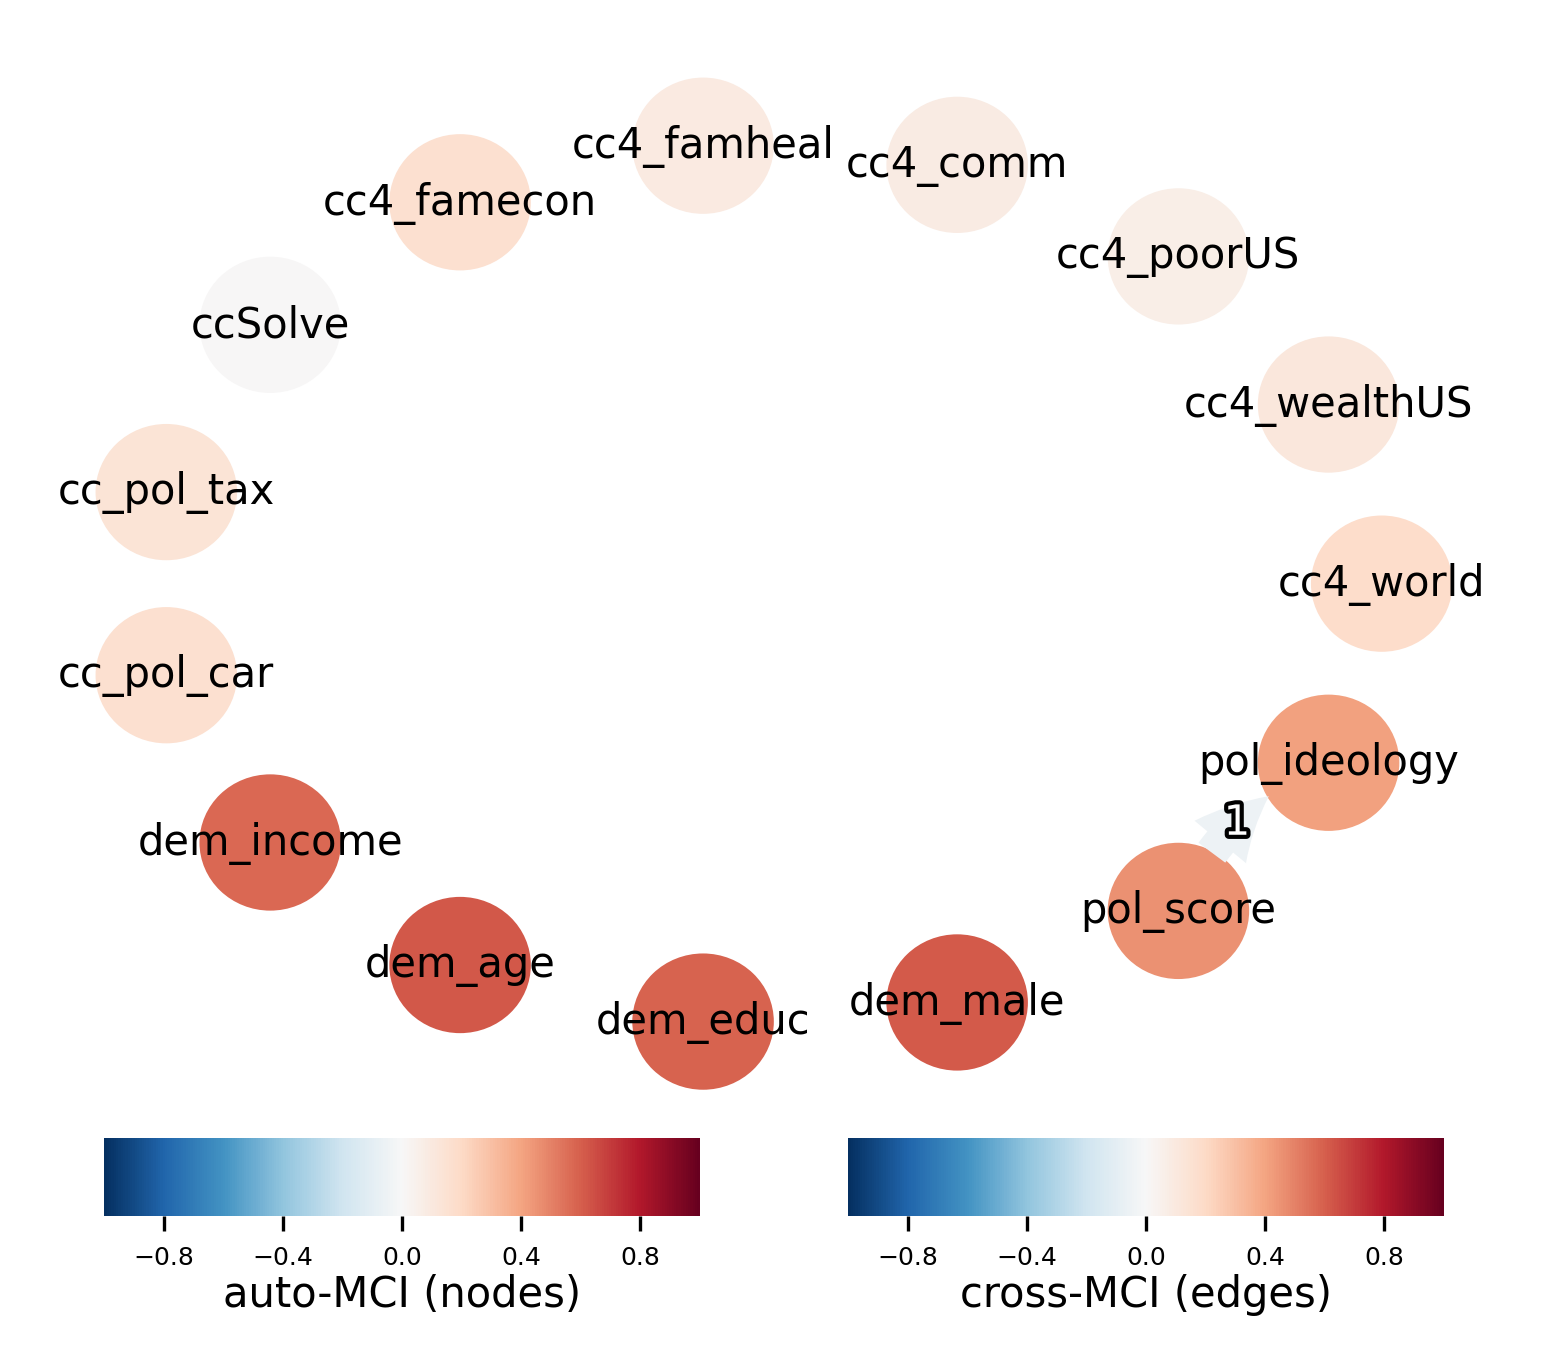 cc4_famheal
cc4_comm
cc4_famecon
cc4_poorUS
ccSolve
cc4_wealthUS
cc_pol_tax
cc4_world
cc_pol_car
pol_ideology
1
dem_income
pol_score
dem_age
dem_male
dem_educ
−0.8 −0.4 0.0 0.4 0.8
auto-MCI (nodes)
−0.8 −0.4 0.0 0.4 0.8
cross-MCI (edges)